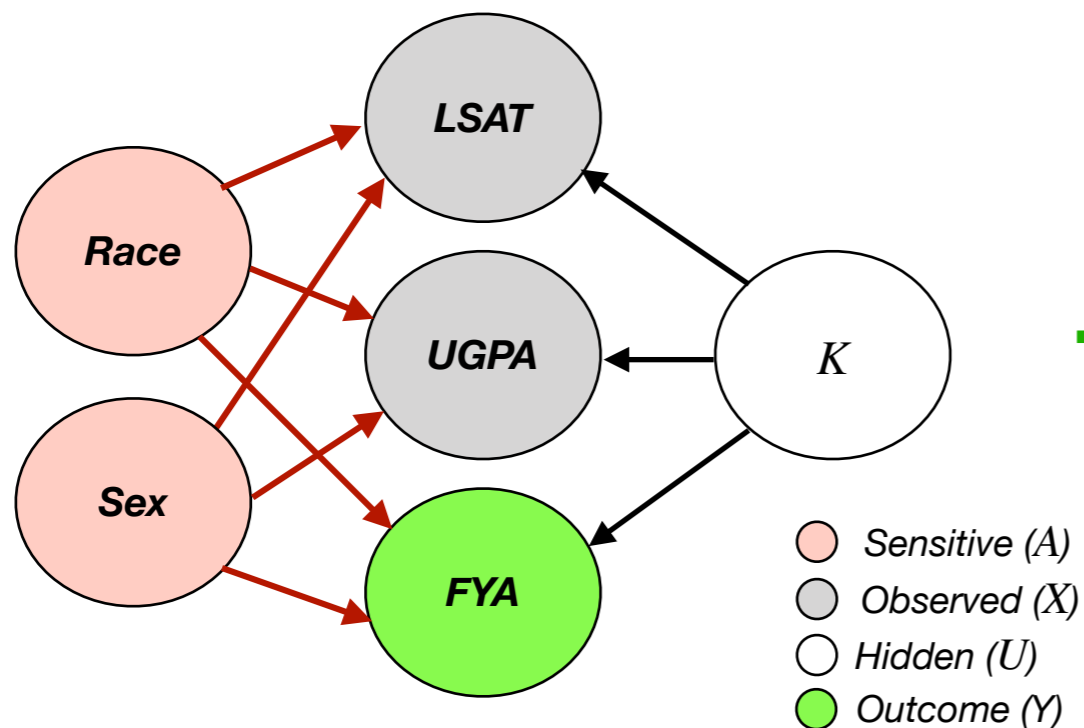 LSAT
Race
UGPA
K
Sex
FYA
Sensitive (A)
Observed (X)
Hidden (U)
Outcome (Y)